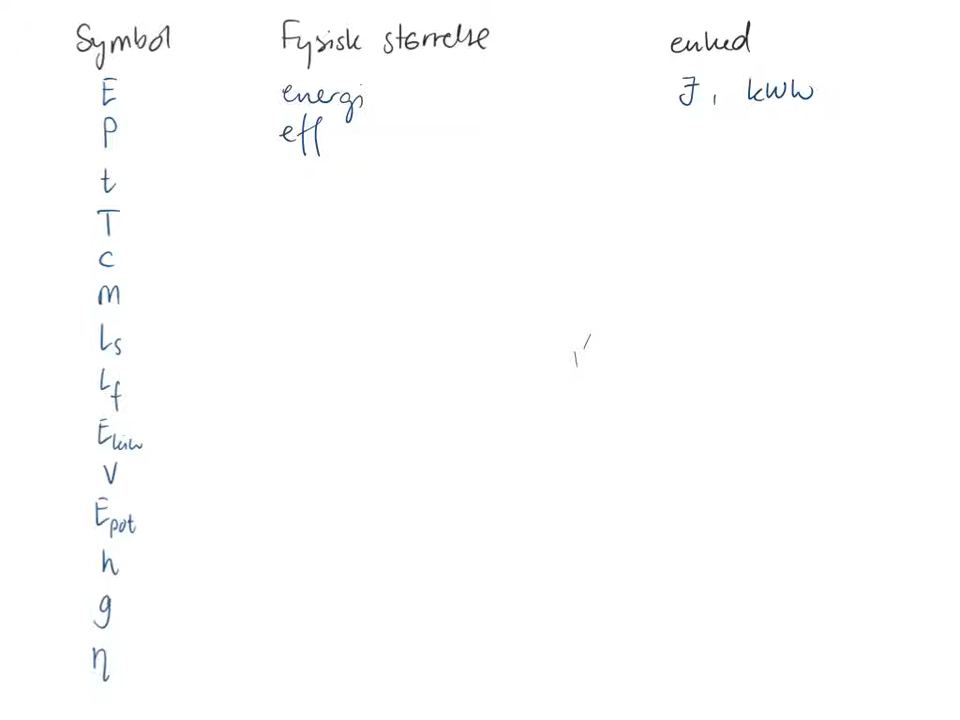 Symbol Fysisk størrelse enhed
E energi J, kWh
P eff
t
T
c
m
Ls
Lf
Ekin
v
Epot
h
g
η